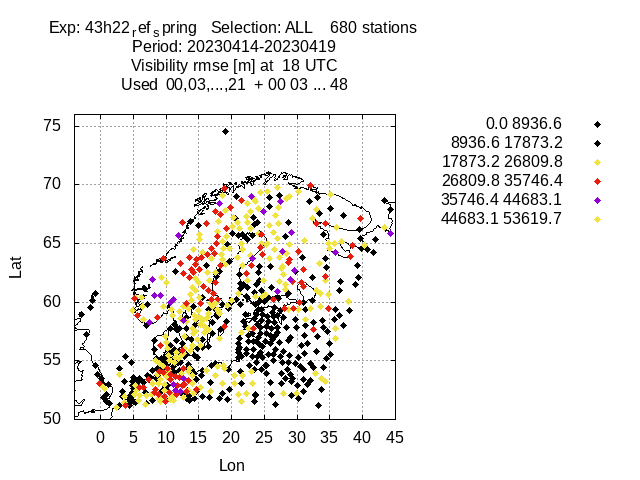 Exp: 43h22ref spring   Selection: ALL    680 stations
Period: 20230414-20230419
Visibility rmse [m] at  18 UTC
Used  00,03,...,21  + 00 03 ... 48
0.0 8936.6
8936.6 17873.2
17873.2 26809.8
26809.8 35746.4
35746.4 44683.1
44683.1 53619.7
75
70
65
60
55
50
Lat
0 5 10 15 20 25 30 35 40 45
Lon